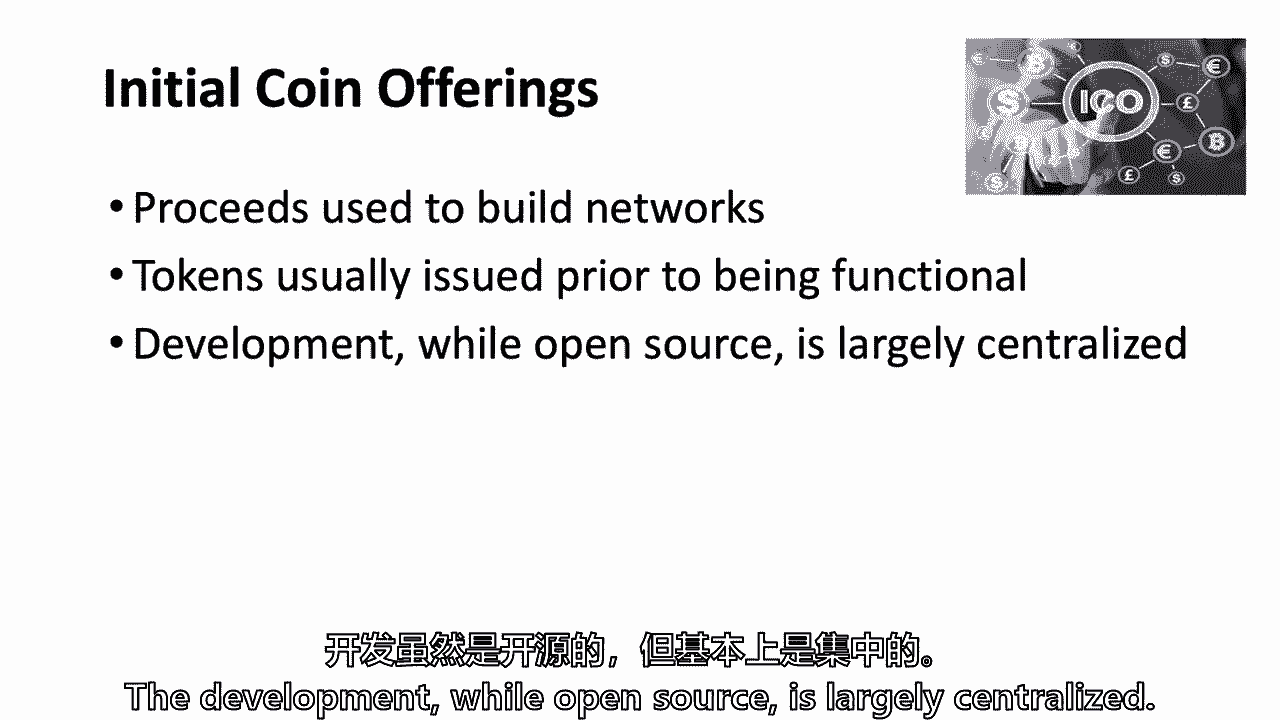 Initial Coin Offerings
ICO
• Proceeds used to build networks
• Tokens usually issued prior to being functional
• Development, while open source, is largely centralized
开发虽然是开源的，但基本上是集中的。
The development, while open source, is largely centralized.